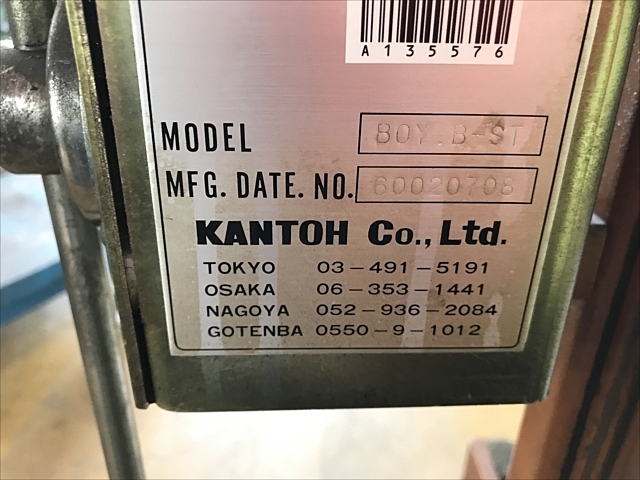 A135576
MODEL BOY.B-ST
MFG. DATE. NO. 60020708
KANTOH Co., Ltd.
TOKYO 03-491-5191
OSAKA 06-353-1441
NAGOYA 052-936-2084
GOTENBA 0550-9-1012